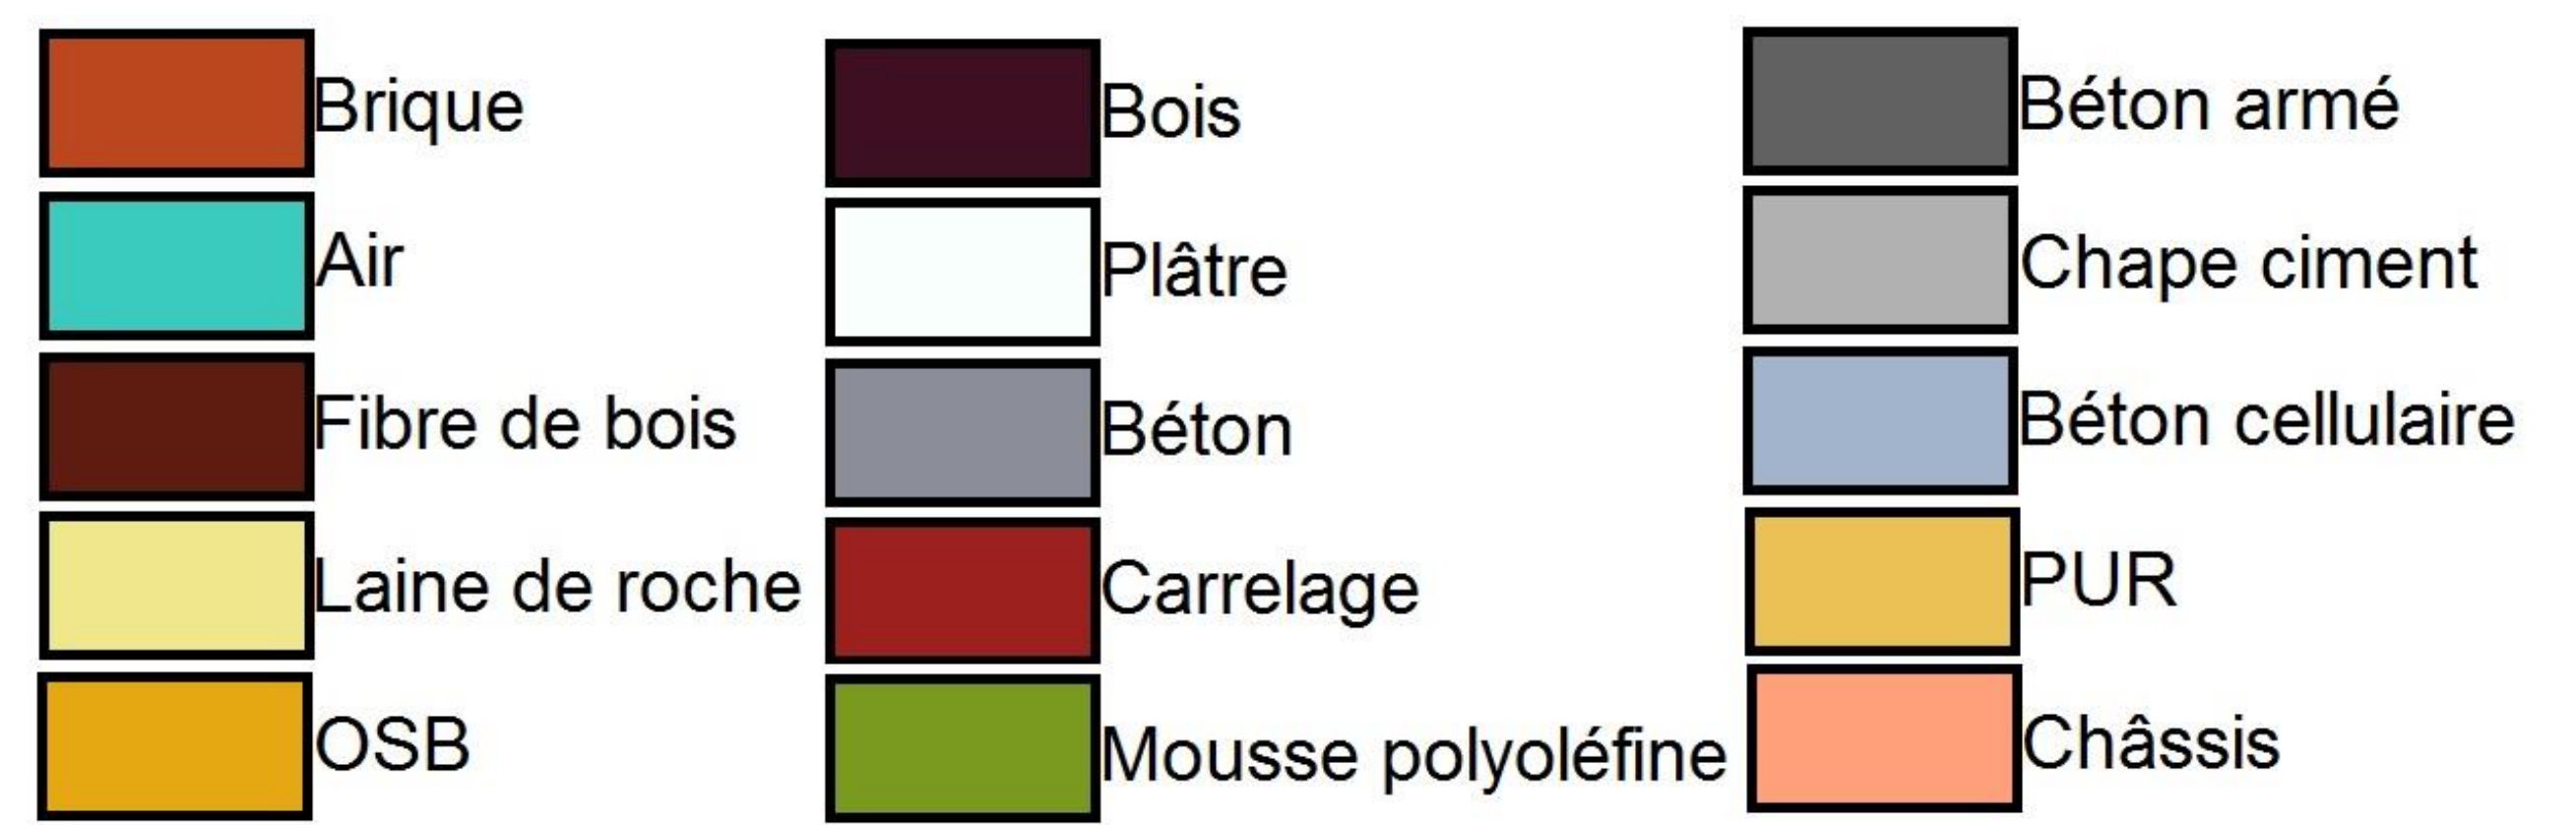 Brique
Air
Fibre de bois
Laine de roche
OSB
Bois
Plâtre
Béton
Carrelage
Mousse polyoléfine
Béton armé
Chape ciment
Béton cellulaire
PUR
Châssis